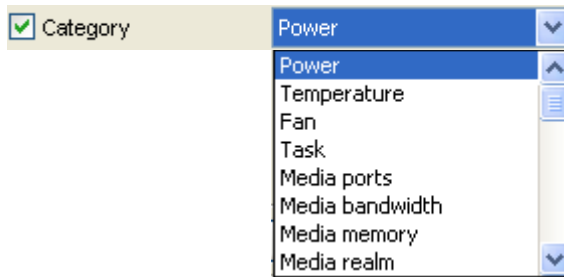 Category Power
Power
Temperature
Fan
Task
Media ports
Media bandwidth
Media memory
Media realm